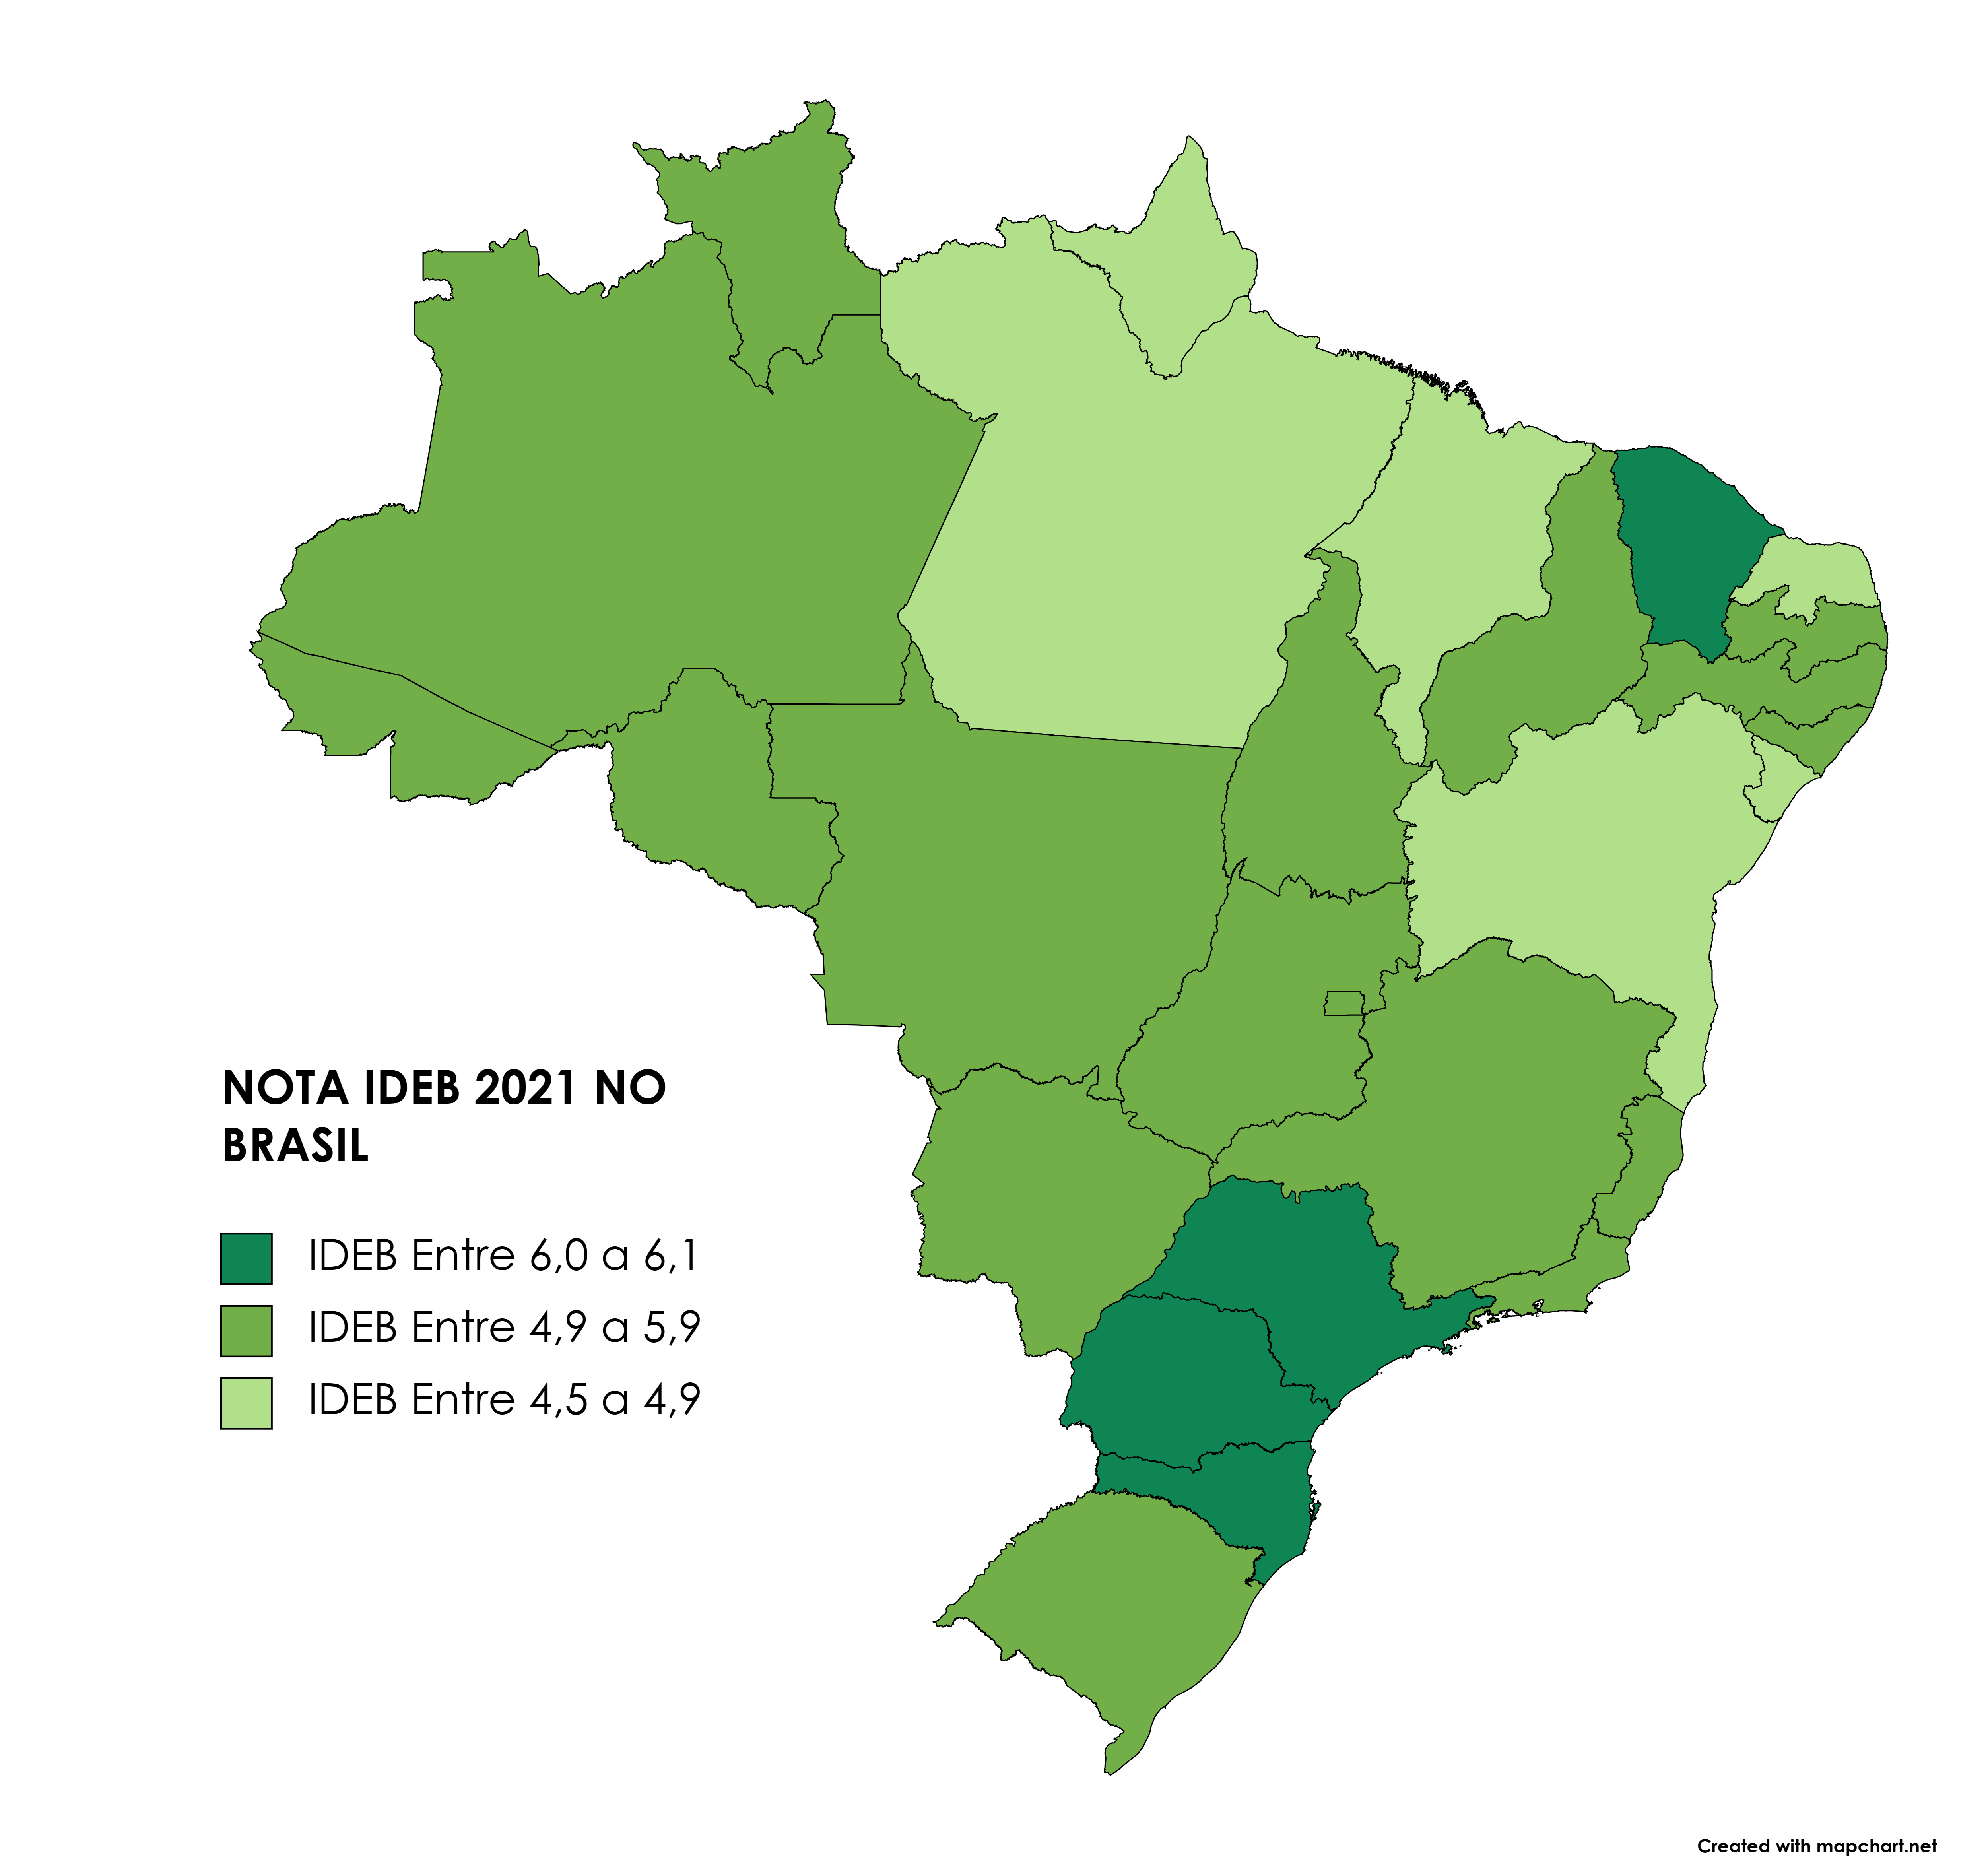 NOTA IDEB 2021 NO
BRASIL
IDEB Entre 6,0 a 6,1
IDEB Entre 4,9 a 5,9
IDEB Entre 4,5 a 4,9
Created with mapchart.net